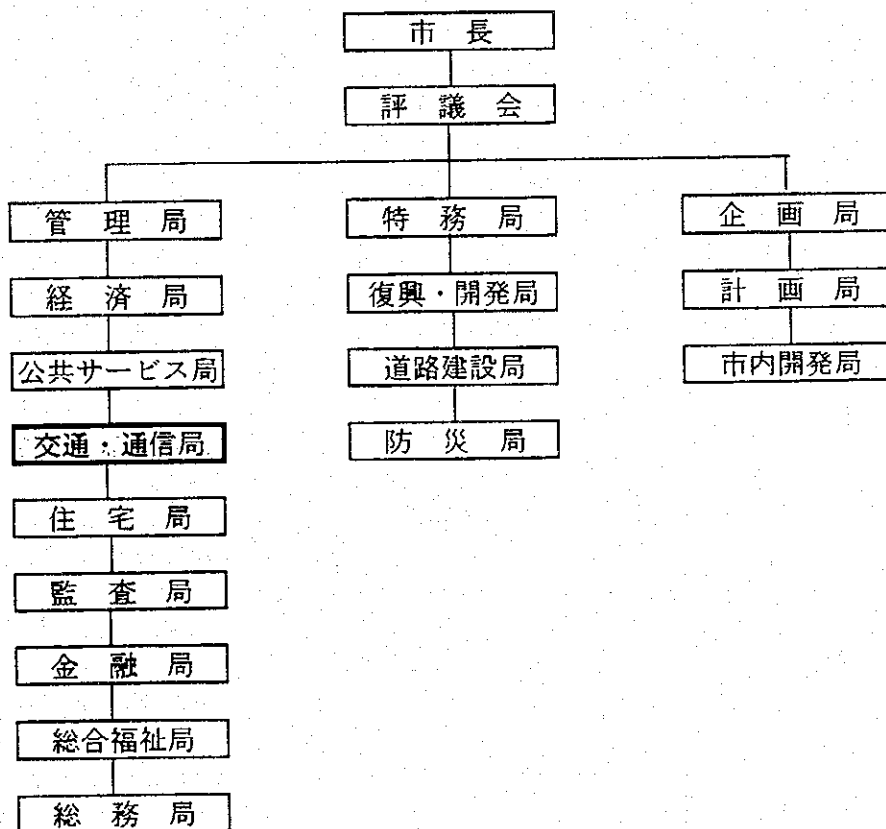 市長
評議会
管理局
経済局
公共サービス局
交通・通信局
住宅局
監査局
金融局
総合福祉局
総務局
特務局
復興・開発局
道路建設局
防災局
企画局
計画局
市内開発局